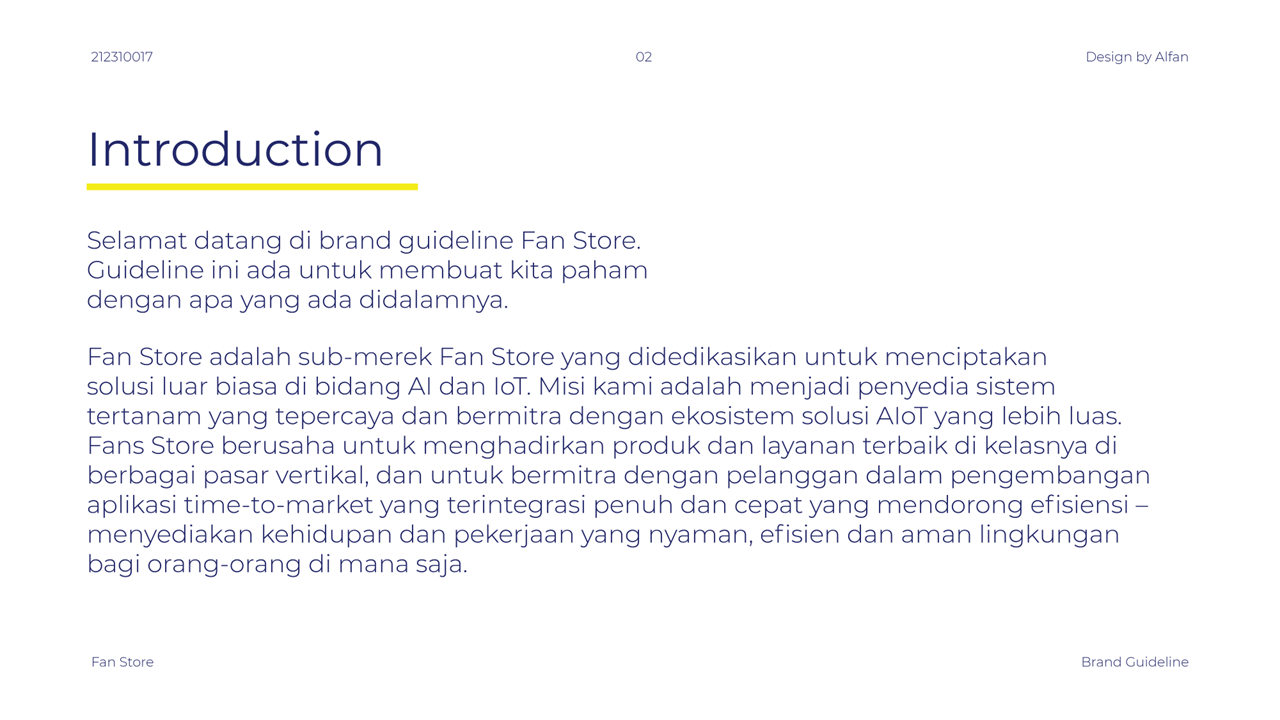 212310017
02
Design by Alfan
Introduction
Selamat datang di brand guideline Fan Store.
Guideline ini ada untuk membuat kita paham
dengan apa yang ada didalamnya.
Fan Store adalah sub-merek Fan Store yang didedikasikan untuk menciptakan
solusi luar biasa di bidang AI dan IoT. Misi kami adalah menjadi penyedia sistem
tertanam yang tepercaya dan bermitra dengan ekosistem solusi AIoT yang lebih luas.
Fans Store berusaha untuk menghadirkan produk dan layanan terbaik di kelasnya di
berbagai pasar vertikal, dan untuk bermitra dengan pelanggan dalam pengembangan
aplikasi time-to-market yang terintegrasi penuh dan cepat yang mendorong efisiensi –
menyediakan kehidupan dan pekerjaan yang nyaman, efisien dan aman lingkungan
bagi orang-orang di mana saja.
Fan Store
Brand Guideline